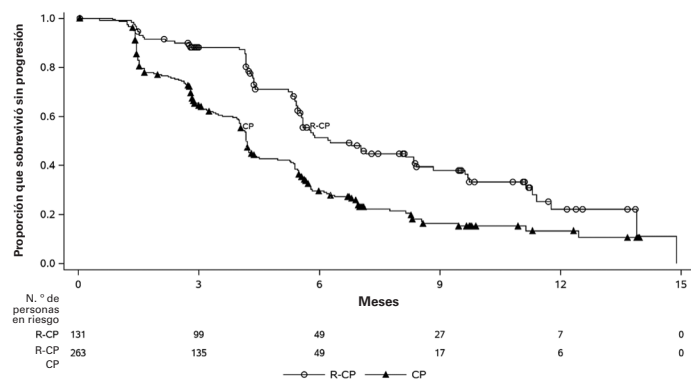 Proporción que sobrevivió sin progresión
1.0
0.8
0.6
0.4
0.2
0.0
CP
R-CP
0 3 6 9 12 15
Meses
N. º de
personas
en riesgo
R-CP 131 99 49 27 7 0
R-CP 263 135 49 17 6 0
CP
R-CP CP